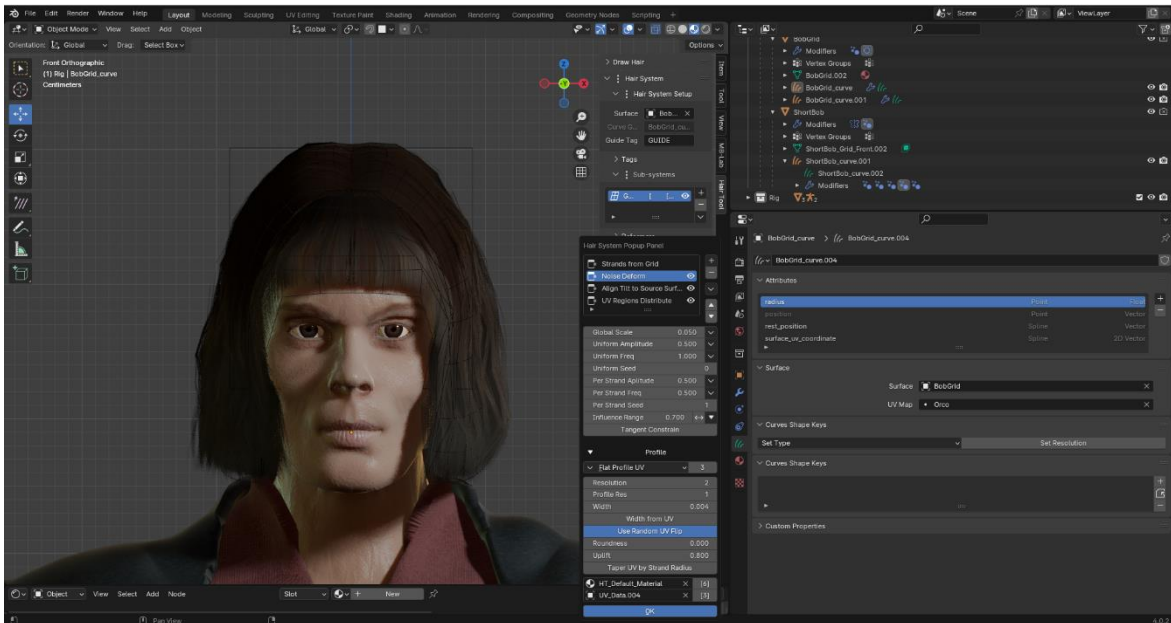 File Edit Render Window Help Layout Modeling Sculpting UV Editing Texture Paint Shading Animation Rendering Compositing Geometry Nodes Scripting + Scene ViewLayer
Object Mode View Select Add Object Global
Orientation: Global Drag: Select Box Options
Front Orthographic
(1) Rig | BobGrid_curve
Centimeters
Draw Hair
Hair System
Hair System Setup
Surface Bob...
BobGrid_cu...
Guide Tag GUIDE
Tags
Sub-systems
G...
Item
Tool
View
MB-Lab
Hair Tool
Hair System Popup Panel
Strands from Grid
Noise Deform
Align Tilt to Source Surf...
UV Regions Distribute
Global Scale 0.050
Uniform Amplitude 0.500
Uniform Freq 1.000
Uniform Seed 0
Per Strand Aplitude 0.500
Per Strand Freq 0.500
Per Strand Seed 1
Influence Range 0.790
Tangent Constrain
Profile
Flat Profile UV 3
Resolution 2
Profile Res 1
Width 0.004
Width from UV
Use Random UV Flip
Roundness 0.000
Uplift 0.800
Taper UV by Strand Radius
HT_Default_Material [6]
UV_Data.004 [3]
OK
BobGrid
Modifiers
Vertex Groups
BobGrid.002
BobGrid_curve
BobGrid_curve.001
ShortBob
Modifiers
Vertex Groups
ShortBob_Grid_Front.002
ShortBob_curve.001
ShortBob_curve.002
Modifiers
Rig
BobGrid_curve BobGrid_curve.004
BobGrid_curve.004
Attributes
radius Point Float
position Point Vector
rest_position Spline Vector
surface_uv_coordinate Spline 2D Vector
Surface
Surface BobGrid
UV Map Orco
Curves Shape Keys
Set Type Set Resolution
Curves Shape Keys
Custom Properties
Object View Select Add Node Slot New
Pan View 4.0.2